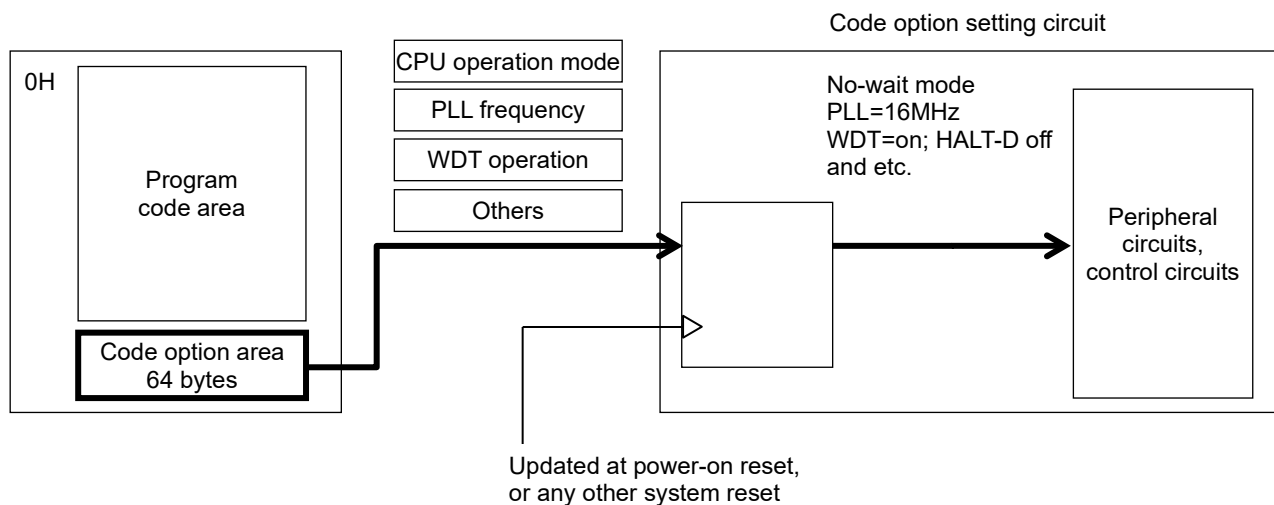 Code option setting circuit
0H
Program
code area
Code option area
64 bytes
CPU operation mode
PLL frequency
WDT operation
Others
No-wait mode
PLL=16MHz
WDT=on; HALT-D off
and etc.
Peripheral
circuits,
control circuits
Updated at power-on reset,
or any other system reset